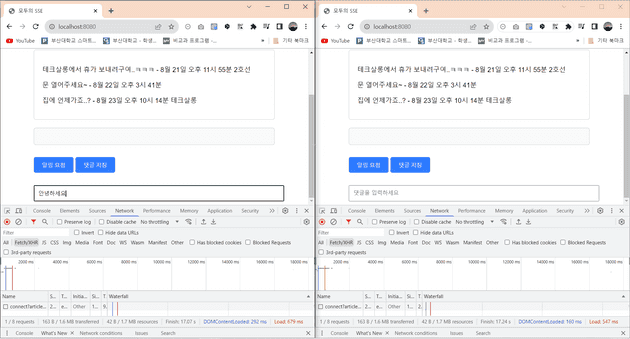 모두의 SSE
localhost:8080
YouTube
부산대학교 스마트...
부산대학교 - 학생...
비교과 프로그램 -...
기타 북마크
테크살롱에서 휴가 보내러구여..ㅋㅋㅋ - 8월 21일 오후 11시 55분 2호선
문 열어주세요~ - 8월 22일 오후 3시 41분
집에 언제가죠..? - 8월 23일 오후 10시 14분 테크살롱
알림 요청
댓글 저장
안녕하세요
Elements
Console
Sources
Network
Performance
Memory
Application
Security
Preserve log
Disable cache
No throttling
Filter
Invert
Hide data URLs
All
Fetch/XHR
JS
CSS
Img
Media
Font
Doc
WS
Wasm
Manifest
Other
Has blocked cookies
Blocked Requests
3rd-party requests
2000 ms
4000 ms
6000 ms
8000 ms
10000 ms
12000 ms
14000 ms
16000 ms
18000 ms
Name
S...
T...
Initia...
Si...
T...
Waterfall
connect?article...
2...
e...
Other
1...
9...
1 / 8 requests
163 B / 1.6 MB transferred
42 B / 1.7 MB resources
Finish: 17.07 s
DOMContentLoaded: 282 ms
Load: 679 ms
Console
What's New
Network conditions
Issues
Search
모두의 SSE
localhost:8080
YouTube
부산대학교 스마트...
부산대학교 - 학생...
비교과 프로그램 -...
기타 북마크
테크살롱에서 휴가 보내러구여..ㅋㅋㅋ - 8월 21일 오후 11시 55분 2호선
문 열어주세요~ - 8월 22일 오후 3시 41분
집에 언제가죠..? - 8월 23일 오후 10시 14분 테크살롱
알림 요청
댓글 저장
댓글을 입력하세요
Elements
Console
Sources
Network
Performance
Memory
Application
Security
Preserve log
Disable cache
No throttling
Filter
Invert
Hide data URLs
All
Fetch/XHR
JS
CSS
Img
Media
Font
Doc
WS
Wasm
Manifest
Other
Has blocked cookies
Blocked Requests
3rd-party requests
2000 ms
4000 ms
6000 ms
8000 ms
10000 ms
12000 ms
14000 ms
16000 ms
18000 ms
Name
S...
T...
Initia...
Si...
T...
Waterfall
connect?article...
2...
e...
Other
1...
1 / 8 requests
163 B / 1.6 MB transferred
42 B / 1.7 MB resources
Finish: 17.24 s
DOMContentLoaded: 160 ms
Load: 547 ms
Console
What's New
Network conditions
Issues
Search